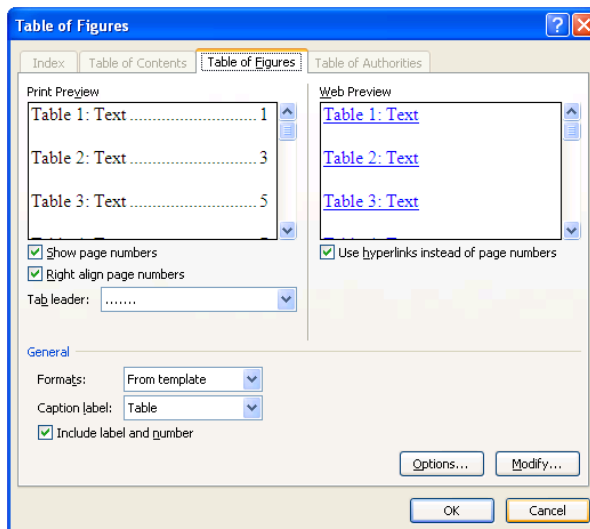 Table of Figures
Index Table of Contents Table of Figures Table of Authorities
Print Preview
Table 1: Text .............................. 1
Table 2: Text .............................. 3
Table 3: Text .............................. 5
Show page numbers
Right align page numbers
Tab leader: .......
Web Preview
Table 1: Text
Table 2: Text
Table 3: Text
Use hyperlinks instead of page numbers
General
Formats: From template
Caption label: Table
Include label and number
Options... Modify...
OK Cancel